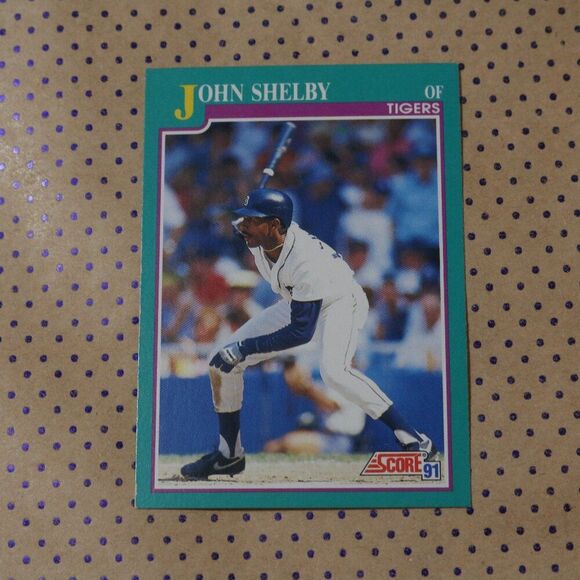 JOHN SHELBY OF
TIGERS
SCORE 91